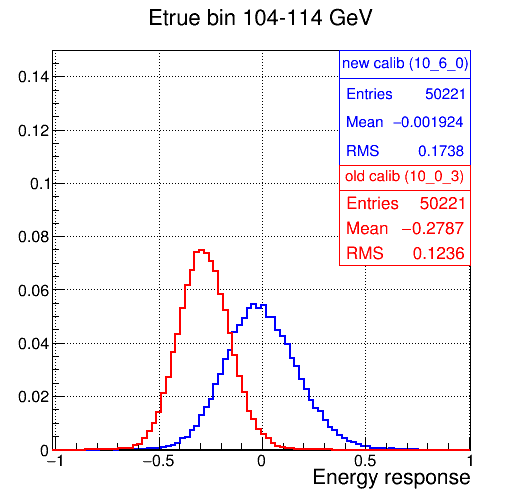 Etrue bin 104-114 GeV
new calib (10_6_0)
Entries 50221
Mean −0.001924
RMS 0.1738
old calib (10_0_3)
Entries 50221
Mean −0.2787
RMS 0.1236
0.14
0.12
0.1
0.08
0.06
0.04
0.02
0
−1 −0.5 0 0.5 1
Energy response